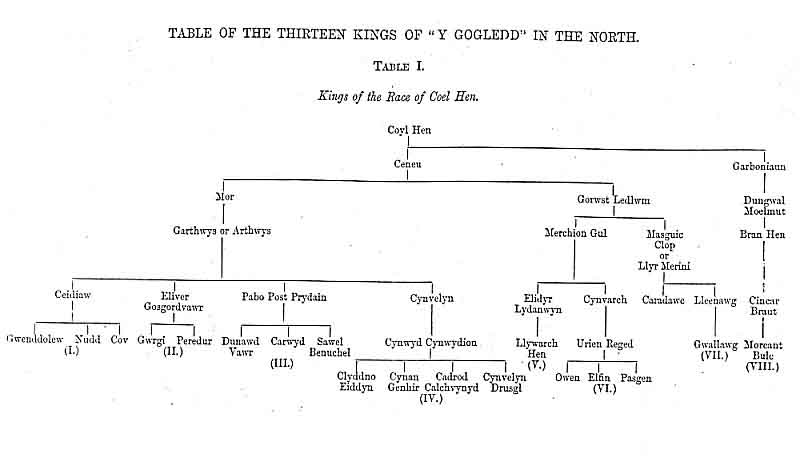 TABLE OF THE THIRTEEN KINGS OF "Y GOGLEDD" IN THE NORTH.
TABLE I.
Kings of the Race of Coel Hen.
Coyl Hen
Ceneu
Garboniaun
Mor
Gorwst Ledlwm
Dungwal
Moelmut
Garthwys or Arthwys
Merchion Gul
Masguic
Clop
or
Llyr Merini
Bran Hen
Ceidiaw
Eliver
Gosgordvawr
Pabo Post Prydain
Cynvelyn
Elidyr
Lydanwyn
Cynvarch
Caradawc
Lleenawg
Cincar
Braut
Gwenddolew Nudd Cov
(I.)
Gwrgi Peredur
(II.)
Dunawd
Vawr
Carwyd
Sawel
Benuchel
(III.)
Cynwyd Cynwydion
Llywarch
Hen
(V.)
Urien Reged
Gwallawg
(VII.)
Morcant
Bulc
(VIII.)
Clyddno
Eiddyn
Cynan
Genhir
Cadrod
Calchvynyd
Cynvelyn
Drusgl
(IV.)
Owen Elfin Pasgen
(VI.)